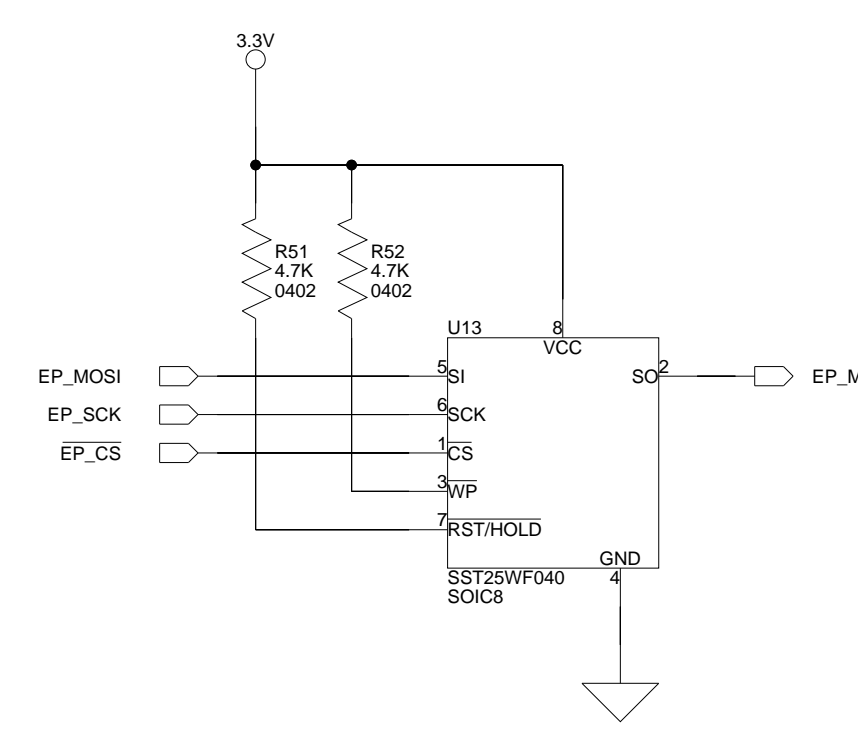 3.3V
R51
4.7K
0402
R52
4.7K
0402
U13
8
VCC
EP_MOSI
5
SI
SO
2
EP_M
EP_SCK
6
SCK
EP_CS
1
CS
3
WP
7
RST/HOLD
GND
4
SST25WF040
SOIC8